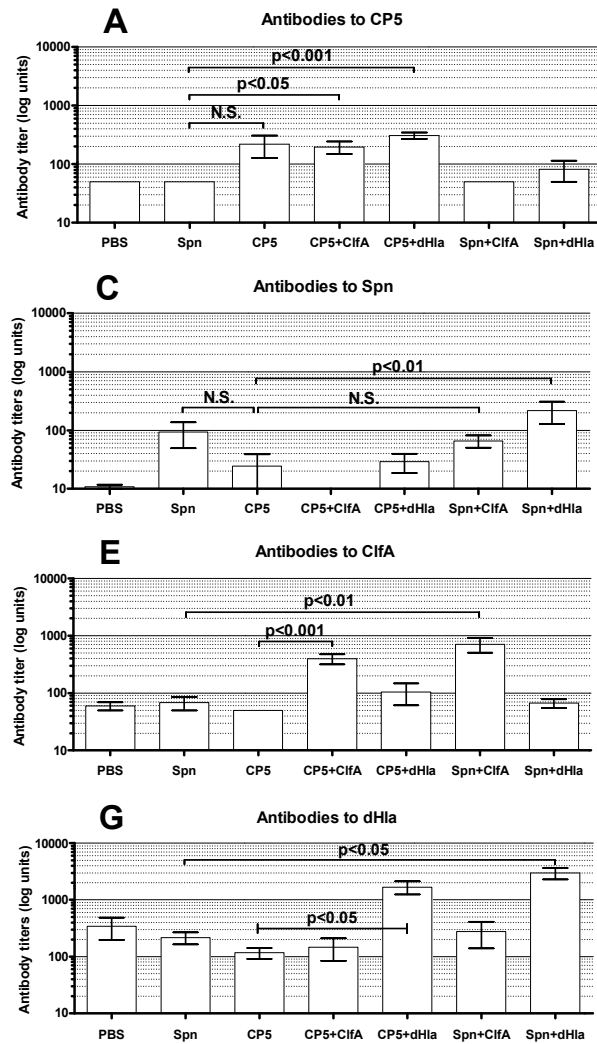 A
Antibodies to CP5
Antibody titer (log units)
10000
1000
100
10
p<0.001
p<0.05
N.S.
PBS Spn CP5 CP5+ClfA CP5+dHla Spn+ClfA Spn+dHla
C
Antibodies to Spn
Antibody titers (log units)
10000
1000
100
10
p<0.01
N.S. N.S.
PBS Spn CP5 CP5+ClfA CP5+dHla Spn+ClfA Spn+dHla
E
Antibodies to ClfA
Antibody titer (log units)
10000
1000
100
10
p<0.01
p<0.001
PBS Spn CP5 CP5+ClfA CP5+dHla Spn+ClfA Spn+dHla
G
Antibodies to dHla
Antibody titers (log units)
10000
1000
100
10
p<0.05
p<0.05
PBS Spn CP5 CP5+ClfA CP5+dHla Spn+ClfA Spn+dHla